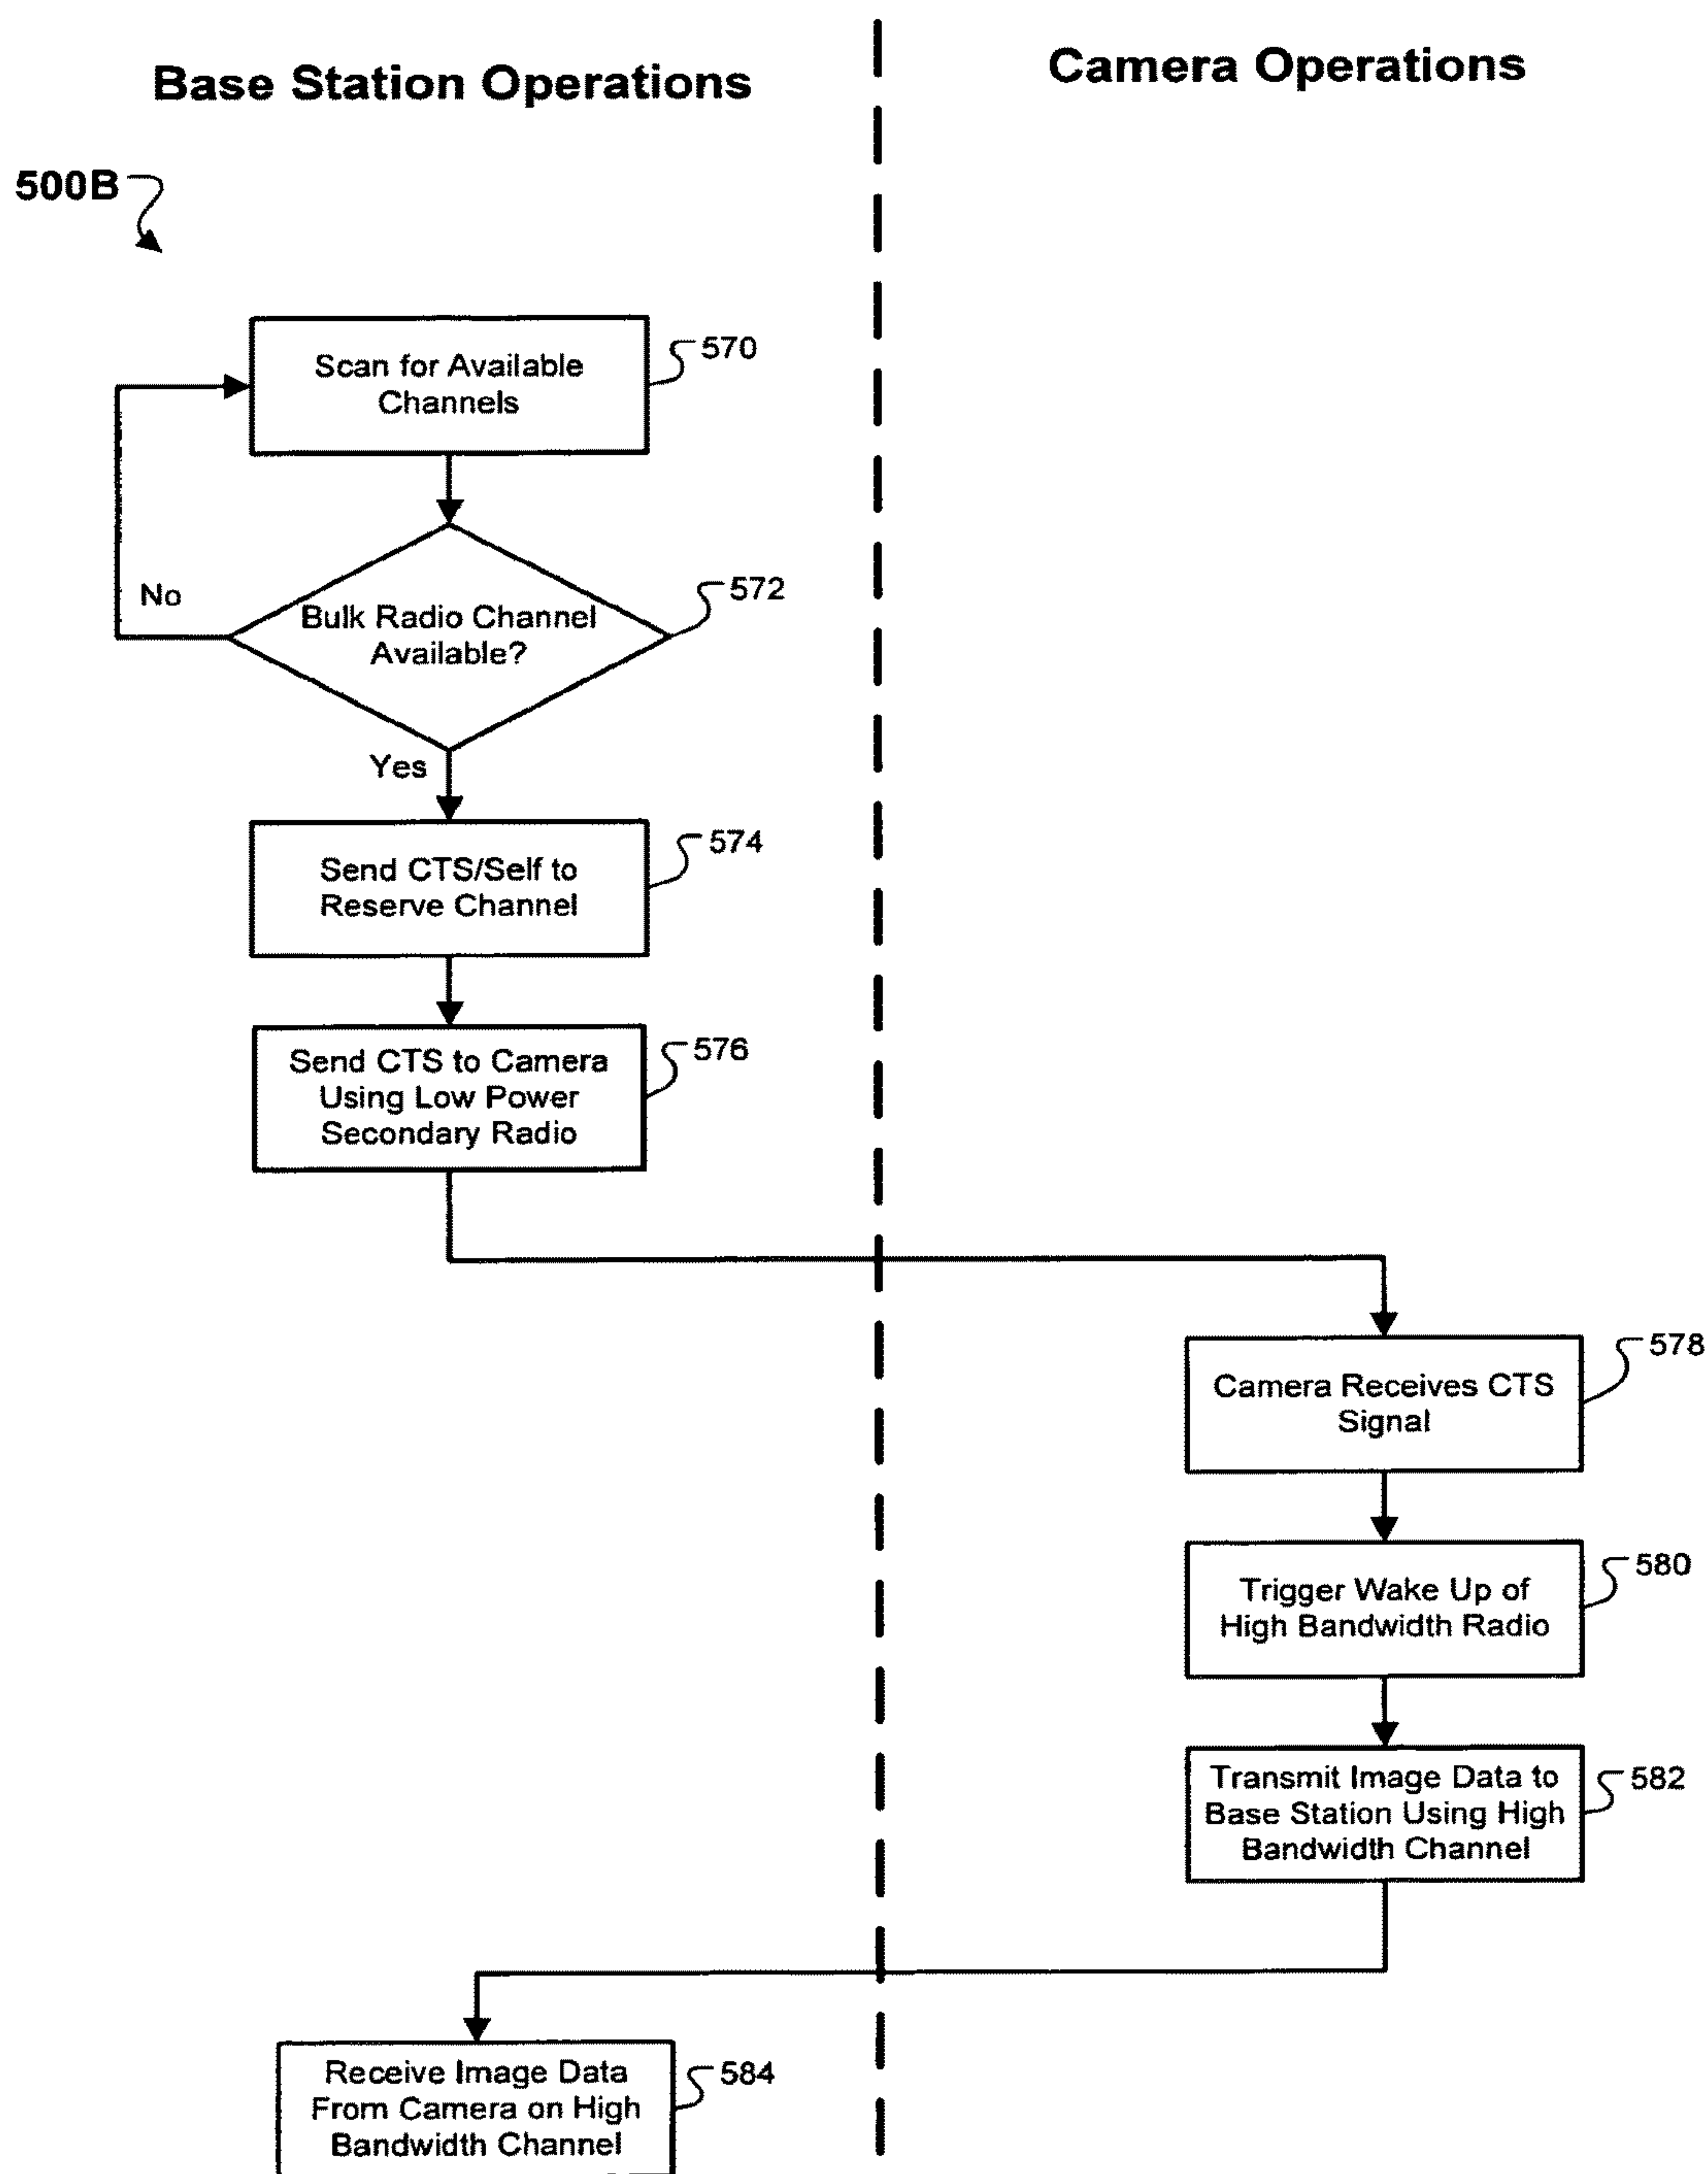 Base Station Operations
Camera Operations
500B
Scan for Available
Channels
570
No
Bulk Radio Channel
Available?
572
Yes
Send CTS/Self to
Reserve Channel
574
Send CTS to Camera
Using Low Power
Secondary Radio
576
Camera Receives CTS
Signal
578
Trigger Wake Up of
High Bandwidth Radio
580
Transmit Image Data to
Base Station Using High
Bandwidth Channel
582
Receive Image Data
From Camera on High
Bandwidth Channel
584